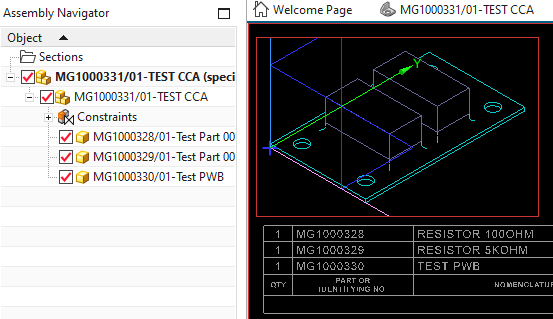 Assembly Navigator
Object
Sections
MG1000331/01-TEST CCA (speci
MG1000331/01-TEST CCA
Constraints
MG1000328/01-Test Part 00
MG1000329/01-Test Part 00
MG1000330/01-Test PWB
Welcome Page
MG1000331/01-TEST CCA
Y
1 MG1000328 RESISTOR 100OHM
1 MG1000329 RESISTOR 5KOHM
1 MG1000330 TEST PWB
QTY PART OR IDENTIFYING NO NOMENCLATUR